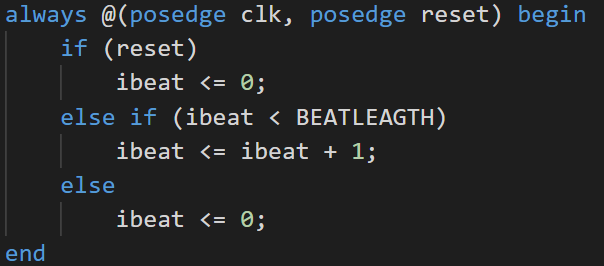 always @(posedge clk, posedge reset) begin
    if (reset)
        ibeat <= 0;
    else if (ibeat < BEATLEAGTH)
        ibeat <= ibeat + 1;
    else
        ibeat <= 0;
end